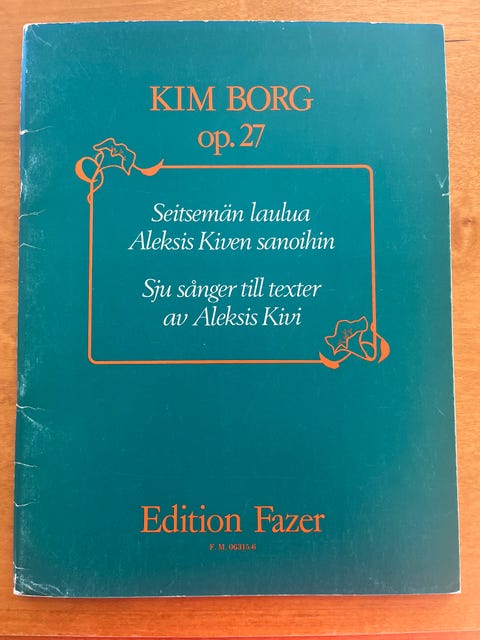 KIM BORG
op. 27
Seitsemän laulua
Aleksis Kiven sanoihin
Sju sånger till texter
av Aleksis Kivi
Edition Fazer
F. M. 06315-6